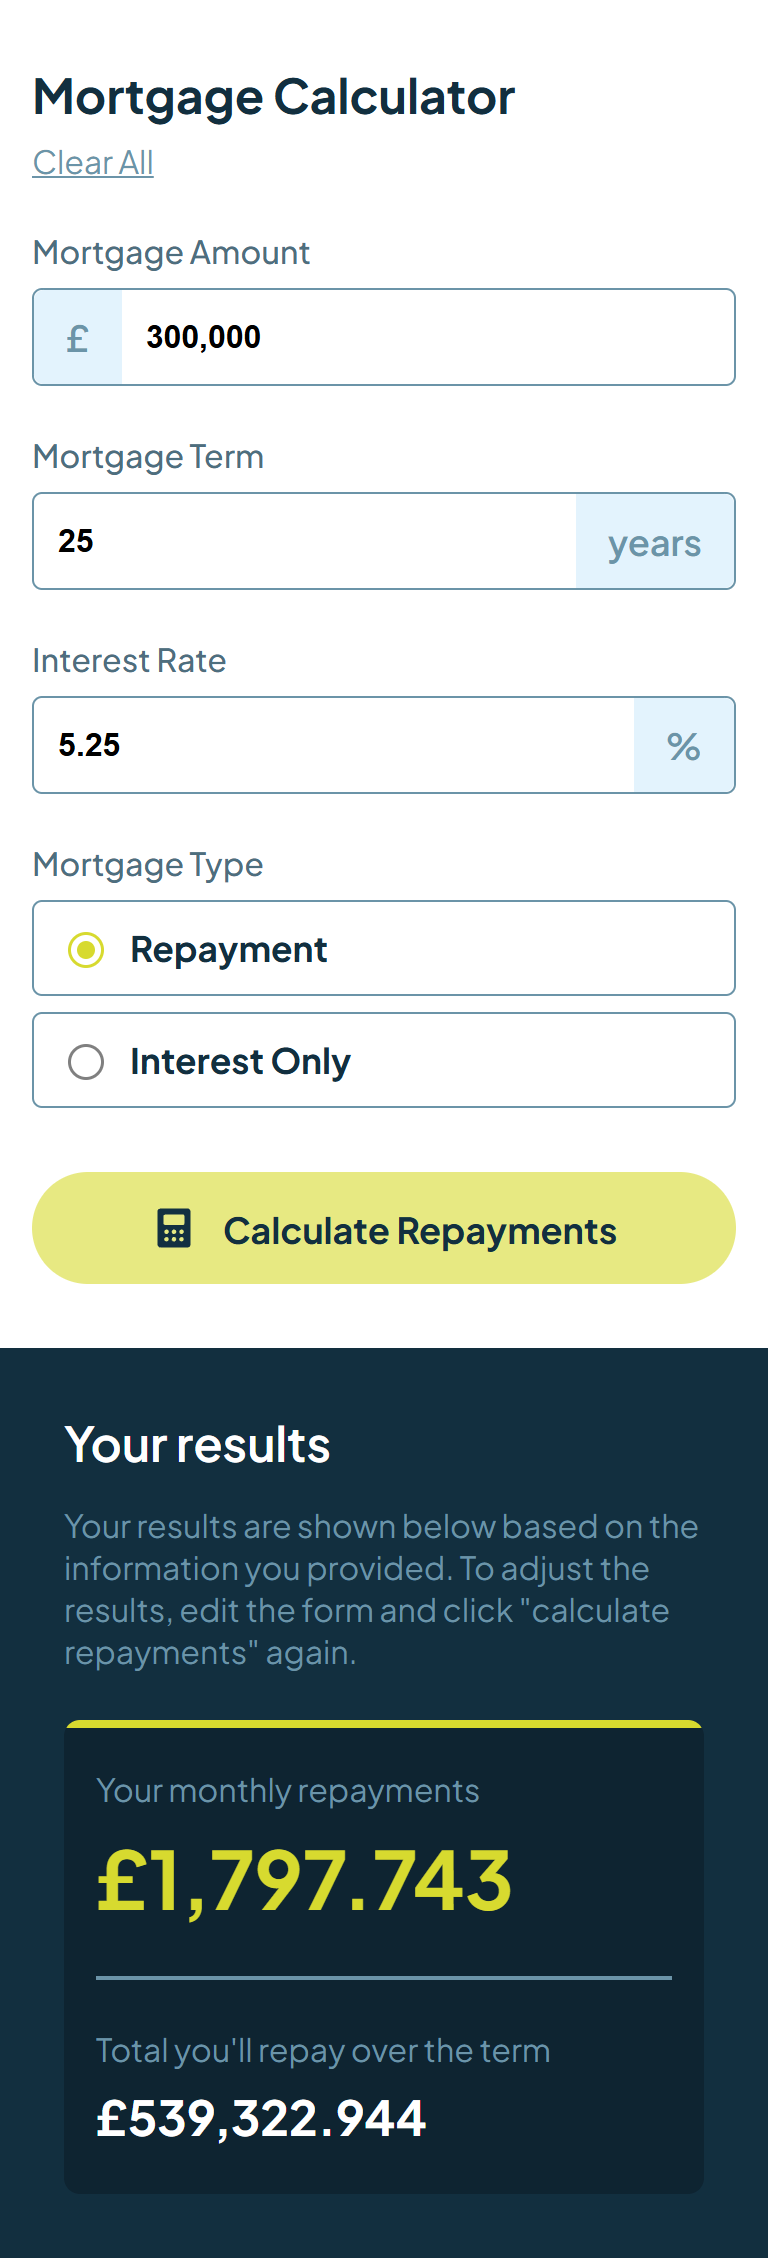 Mortgage Calculator
Clear All
Mortgage Amount
£ 300,000
Mortgage Term
25 years
Interest Rate
5.25 %
Mortgage Type
Repayment
Interest Only
Calculate Repayments
Your results
Your results are shown below based on the
information you provided. To adjust the
results, edit the form and click "calculate
repayments" again.
Your monthly repayments
£1,797.743
Total you'll repay over the term
£539,322.944